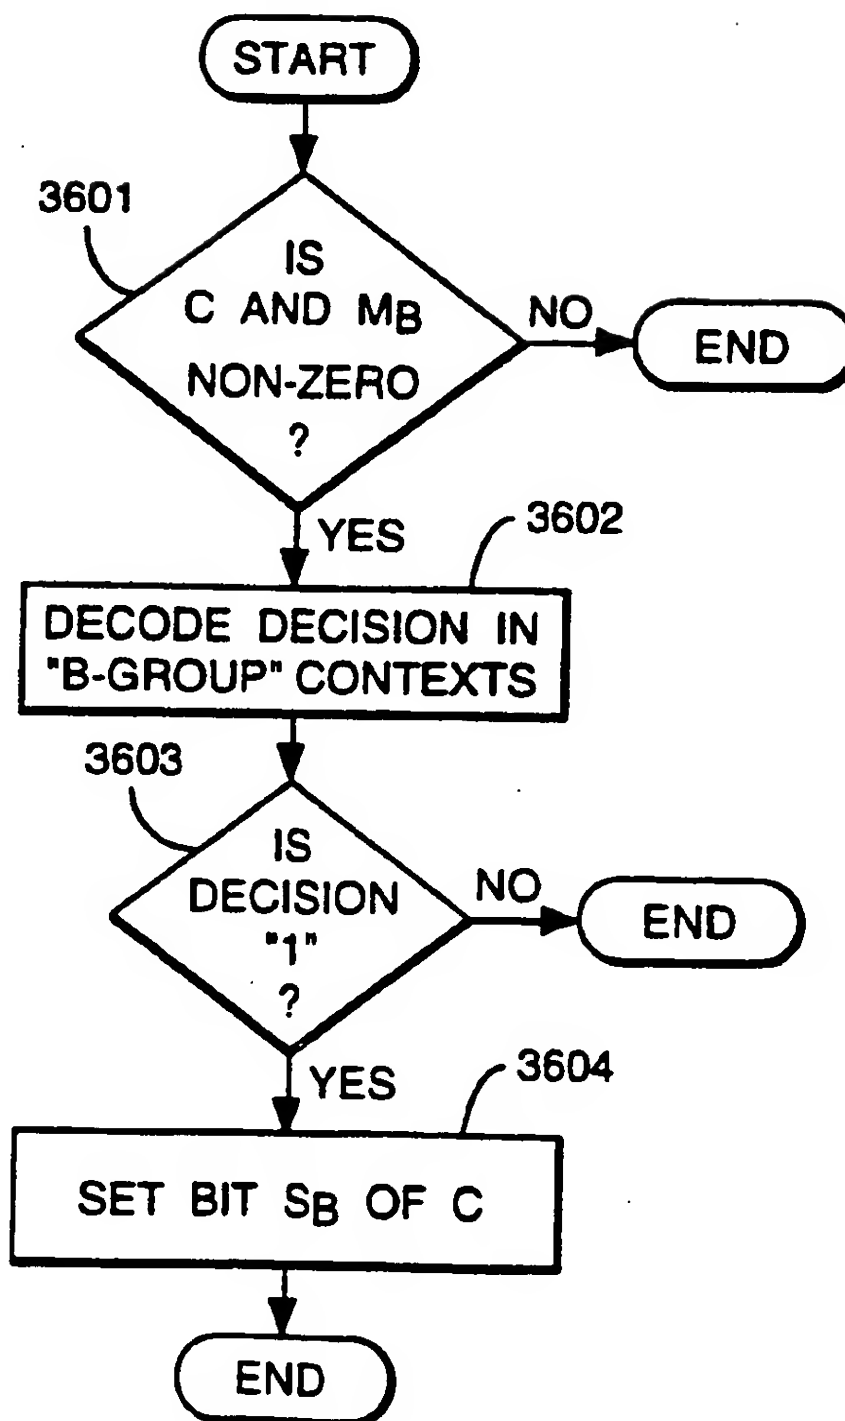 START
3601
IS
C AND MB
NON-ZERO
?
NO
END
YES
3602
DECODE DECISION IN
"B-GROUP" CONTEXTS
3603
IS
DECISION
"1"
?
NO
END
YES
3604
SET BIT SB OF C
END